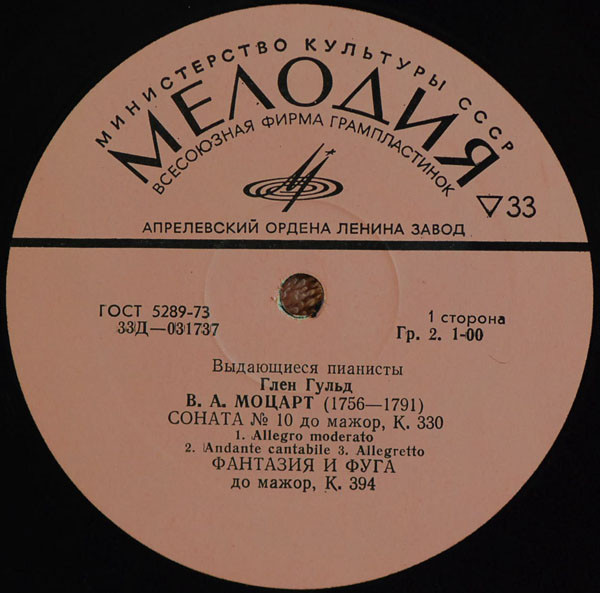 МИНИСТЕРСТВО КУЛЬТУРЫ СССР
МЕЛОДИЯ
ВСЕСОЮЗНАЯ ФИРМА ГРАМПЛАСТИНОК
33
АПРЕЛЕВСКИЙ ОРДЕНА ЛЕНИНА ЗАВОД
ГОСТ 5289-73
33Д—031737
1 сторона
Гр. 2. 1-00
Выдающиеся пианисты
Глен Гульд
В. А. МОЦАРТ (1756—1791)
СОНАТА № 10 до мажор, К. 330
1. Allegro moderato
2. Andante cantabile 3. Allegretto
ФАНТАЗИЯ И ФУГА
до мажор, К. 394